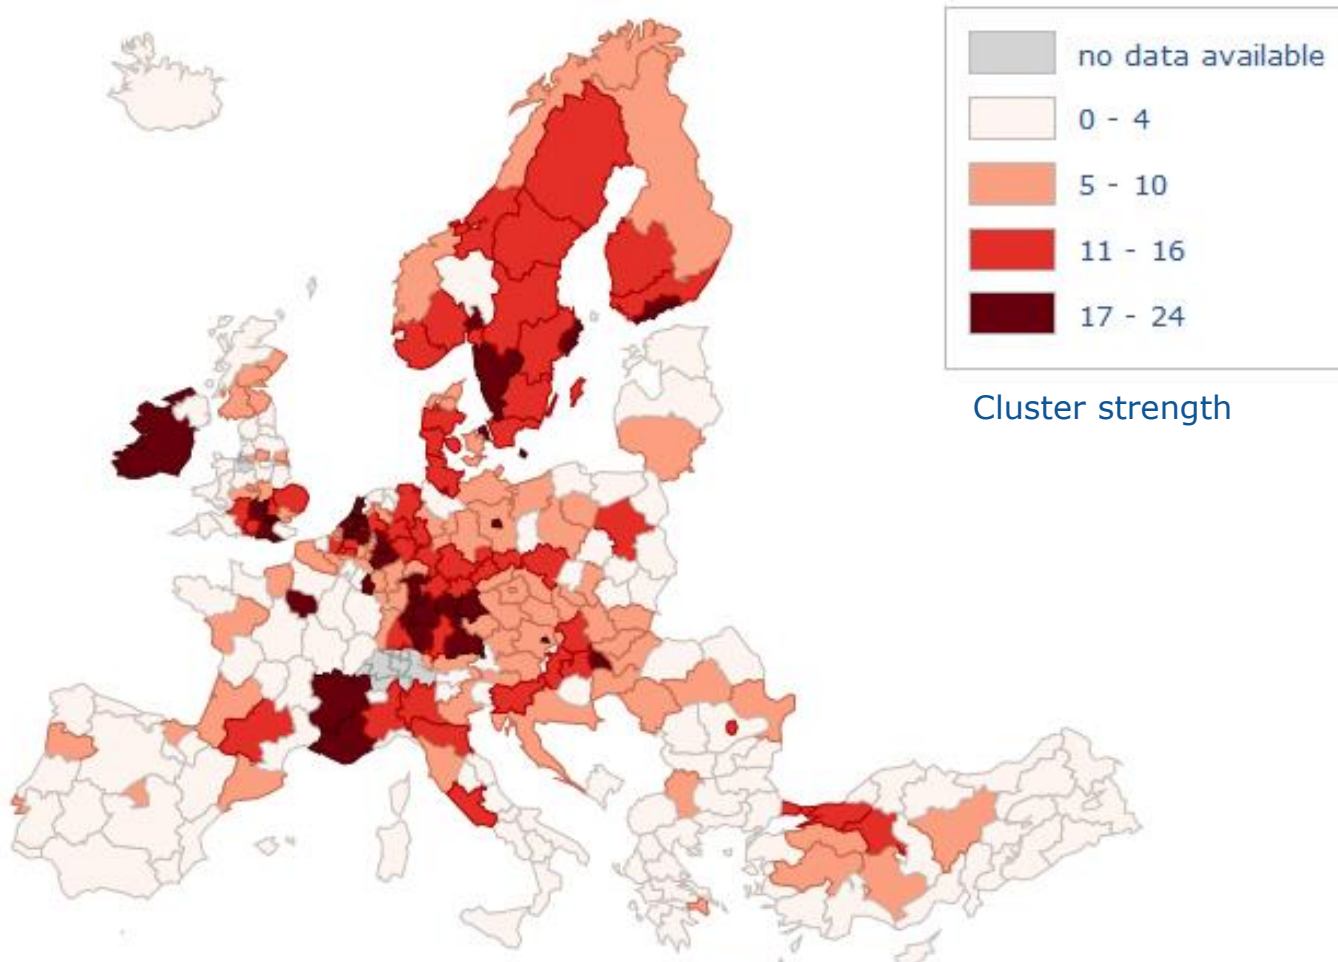 no data available
0 - 4
5 - 10
11 - 16
17 - 24
Cluster strength